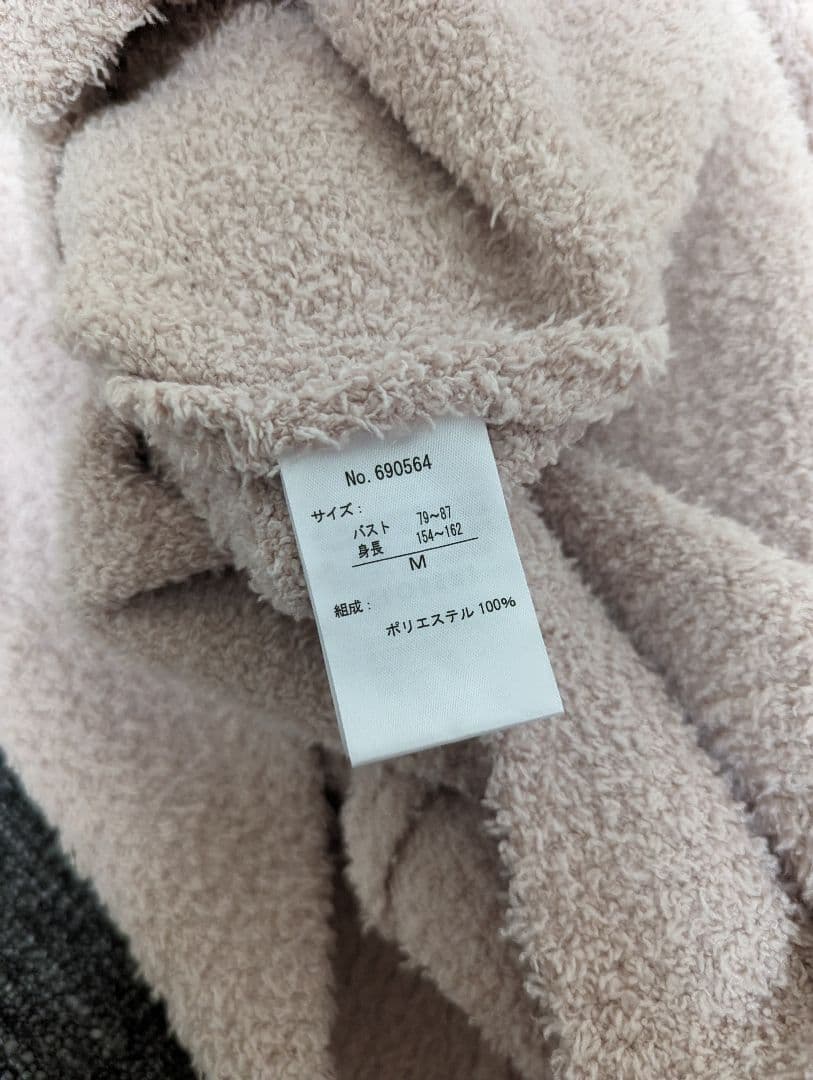 No. 690564
サイズ：
バスト 79～87
身長 154～162
M
組成：
ポリエステル 100%